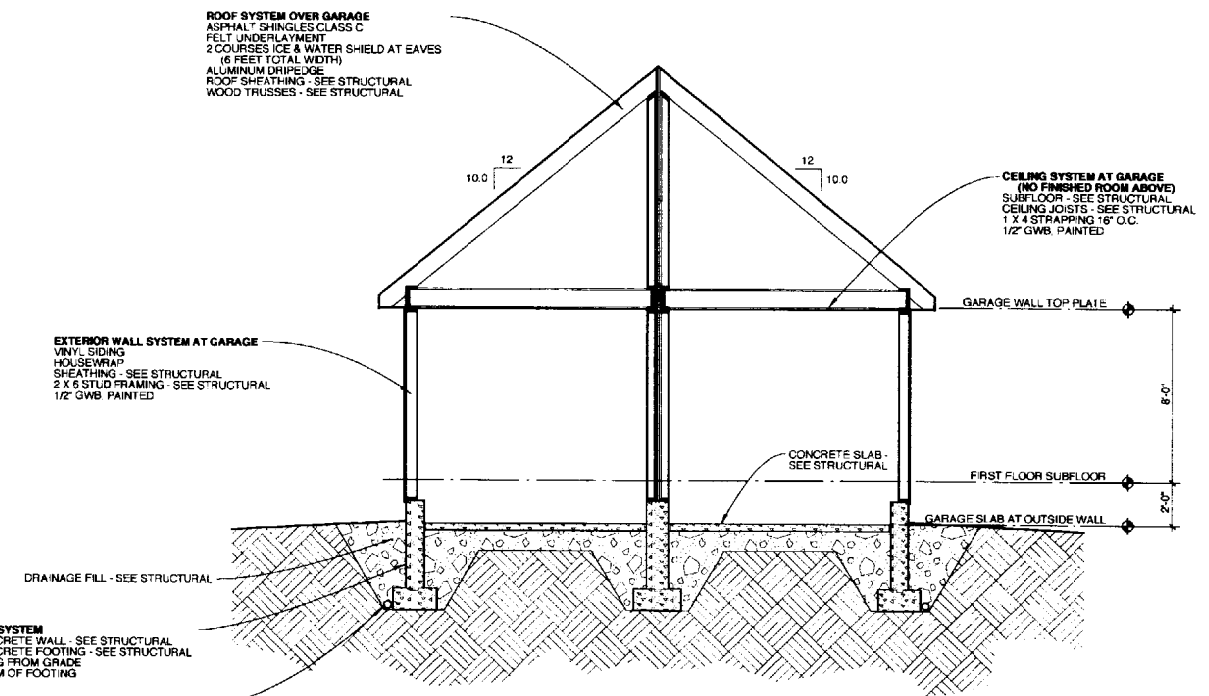 ROOF SYSTEM OVER GARAGE
ASPHALT SHINGLES CLASS C
FELT UNDERLAYMENT
2 COURSES ICE & WATER SHIELD AT EAVES
(6 FEET TOTAL WIDTH)
ALUMINUM DRIPEDGE
ROOF SHEATHING - SEE STRUCTURAL
WOOD TRUSSES - SEE STRUCTURAL
12
10.0
12
10.0
CEILING SYSTEM AT GARAGE
(NO FINISHED ROOM ABOVE)
SUBFLOOR - SEE STRUCTURAL
CEILING JOISTS - SEE STRUCTURAL
1 X 4 STRAPPING 16" O.C.
1/2" GWB, PAINTED
GARAGE WALL TOP PLATE
EXTERIOR WALL SYSTEM AT GARAGE
VINYL SIDING
HOUSEWRAP
SHEATHING - SEE STRUCTURAL
2 X 6 STUD FRAMING - SEE STRUCTURAL
1/2" GWB, PAINTED
8'-0"
CONCRETE SLAB -
SEE STRUCTURAL
FIRST FLOOR SUBFLOOR
2'-0"
GARAGE SLAB AT OUTSIDE WALL
DRAINAGE FILL - SEE STRUCTURAL
SYSTEM
CRETE WALL - SEE STRUCTURAL
CRETE FOOTING - SEE STRUCTURAL
G FROM GRADE
M OF FOOTING